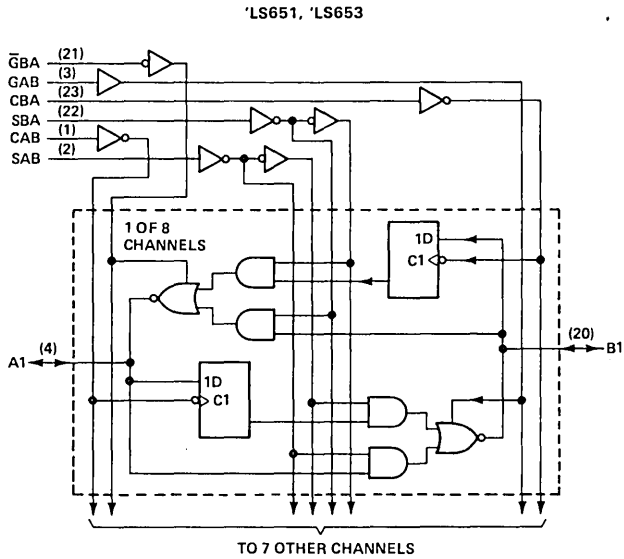 'LS651, 'LS653
G̅BA (21)
GAB (3)
CBA (23)
SBA (22)
CAB (1)
SAB (2)
1 OF 8
CHANNELS
1D
C1
A1 (4)
(20) B1
1D
C1
TO 7 OTHER CHANNELS